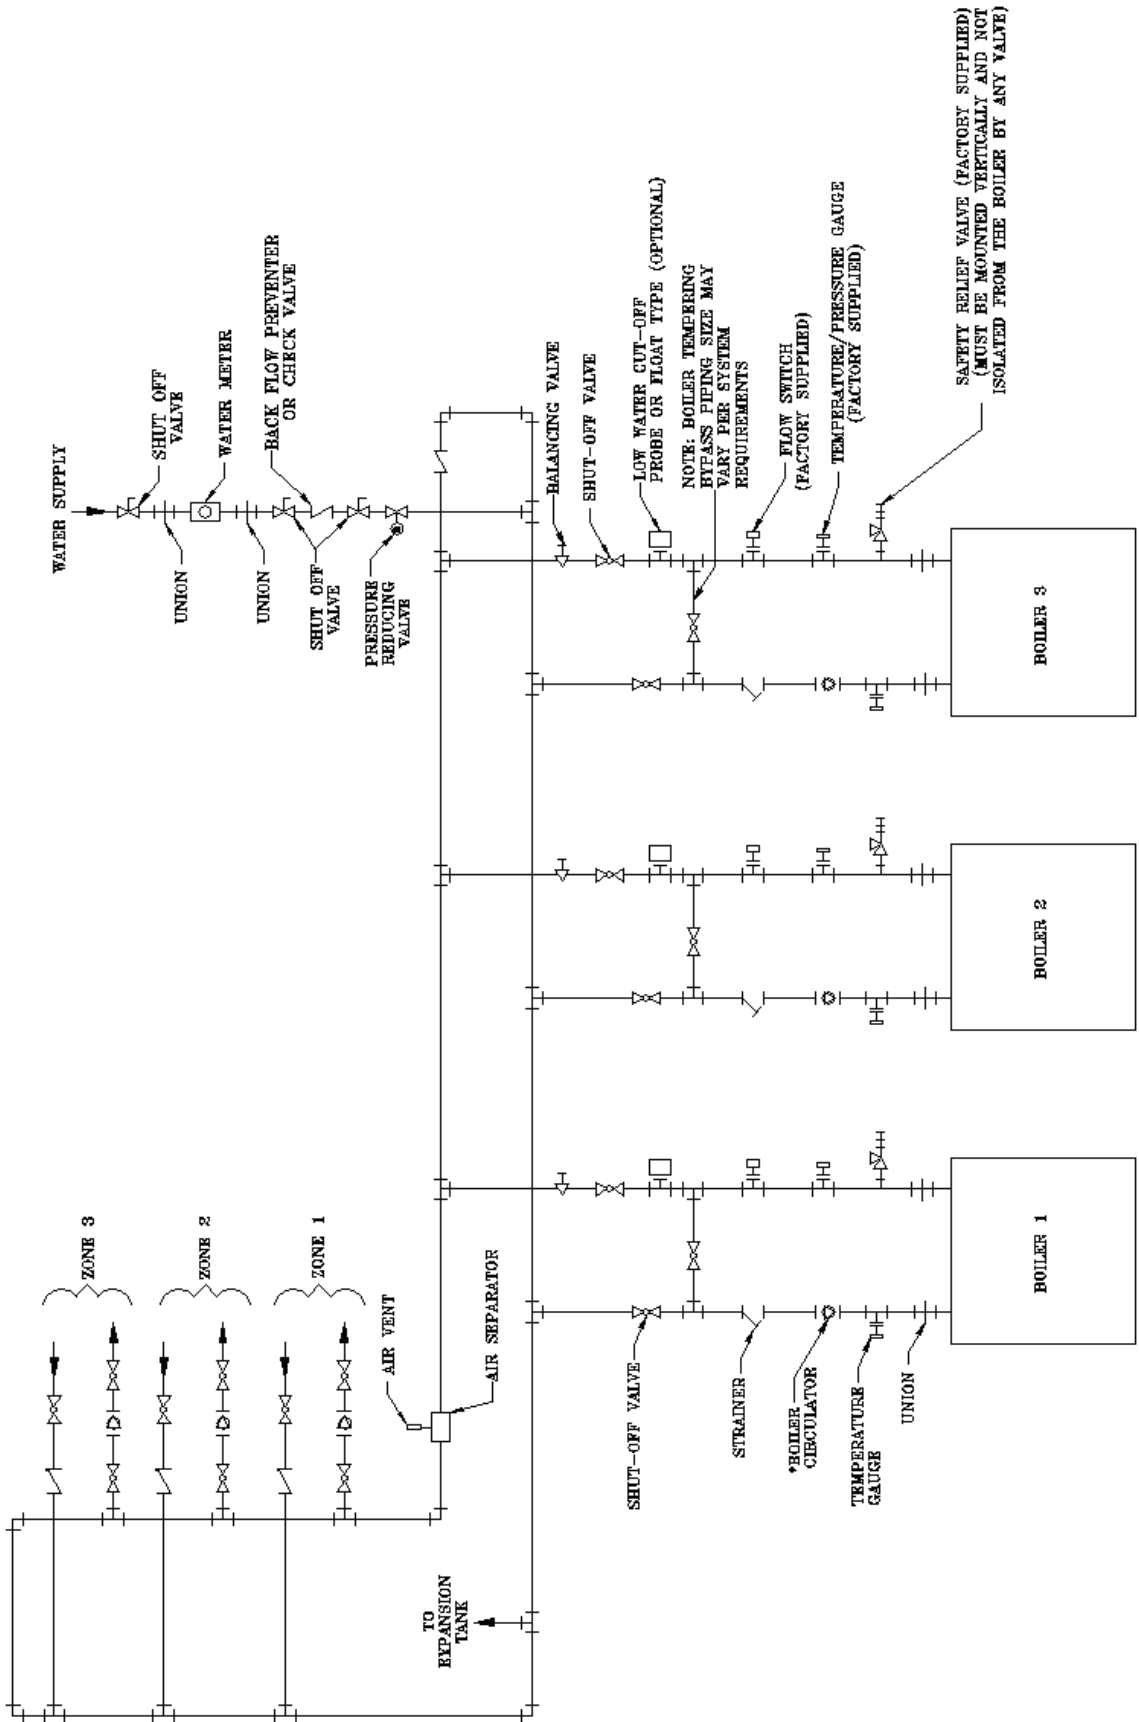 WATER SUPPLY
SHUT OFF
VALVE
UNION
WATER METER
UNION
BACK FLOW PREVENTER
OR CHECK VALVE
SHUT OFF
VALVE
PRESSURE
REDUCING
VALVE
BALANCING VALVE
SHUT-OFF VALVE
LOW WATER CUT-OFF
PROBE OR FLOAT TYPE (OPTIONAL)
NOTE: BOILER TEMPERING
BYPASS PIPING SIZE MAY
VARY PER SYSTEM
REQUIREMENTS
FLOW SWITCH
(FACTORY SUPPLIED)
TEMPERATURE/PRESSURE GAUGE
(FACTORY SUPPLIED)
SAFETY RELIEF VALVE (FACTORY SUPPLIED)
(MUST BE MOUNTED VERTICALLY AND NOT
ISOLATED FROM THE BOILER BY ANY VALVE)
BOILER 3
BOILER 2
BOILER 1
ZONE 3
ZONE 2
ZONE 1
AIR VENT
AIR SEPARATOR
SHUT-OFF VALVE
STRAINER
*BOILER
CIRCULATOR
TEMPERATURE
GAUGE
UNION
TO
EXPANSION
TANK